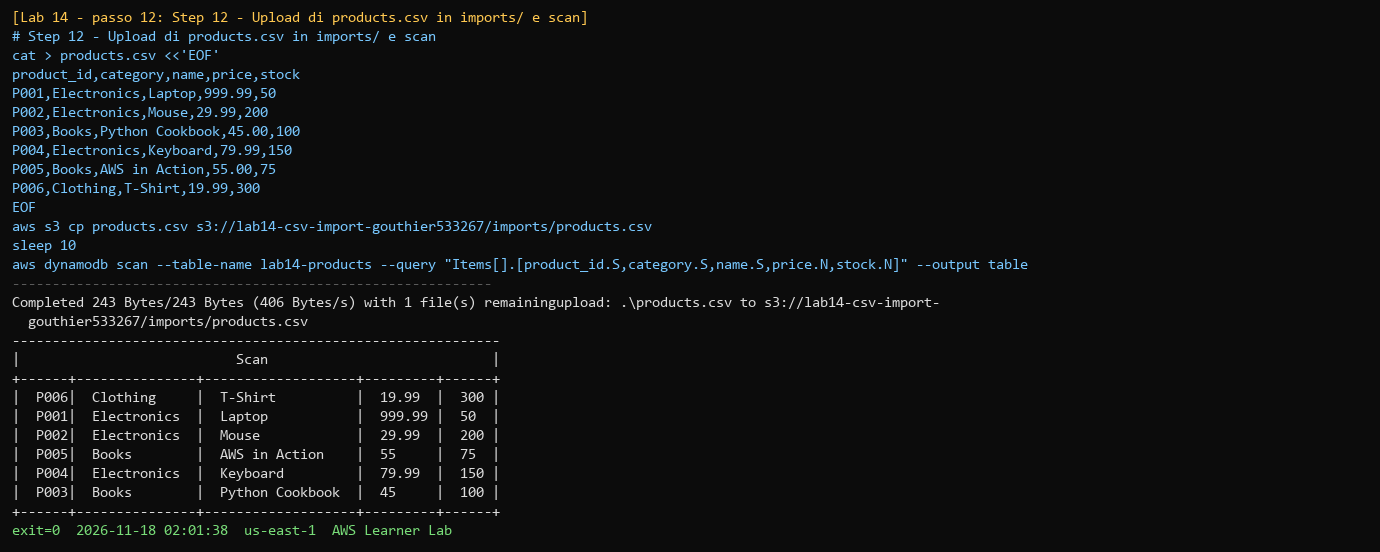 [Lab 14 - passo 12: Step 12 - Upload di products.csv in imports/ e scan]
# Step 12 - Upload di products.csv in imports/ e scan
cat > products.csv <<'EOF'
product_id,category,name,price,stock
P001,Electronics,Laptop,999.99,50
P002,Electronics,Mouse,29.99,200
P003,Books,Python Cookbook,45.00,100
P004,Electronics,Keyboard,79.99,150
P005,Books,AWS in Action,55.00,75
P006,Clothing,T-Shirt,19.99,300
EOF
aws s3 cp products.csv s3://lab14-csv-import-gouthier533267/imports/products.csv
sleep 10
aws dynamodb scan --table-name lab14-products --query "Items[].[product_id.S,category.S,name.S,price.N,stock.N]" --output table
------------------------------------------------------------
Completed 243 Bytes/243 Bytes (406 Bytes/s) with 1 file(s) remainingupload: .\products.csv to s3://lab14-csv-import-
  gouthier533267/imports/products.csv
-------------------------------------------------------------
|                           Scan                            |
+------+---------------+-------------------+---------+------+
|  P006|  Clothing     |  T-Shirt          |  19.99  |  300 |
|  P001|  Electronics  |  Laptop           |  999.99 |  50  |
|  P002|  Electronics  |  Mouse            |  29.99  |  200 |
|  P005|  Books        |  AWS in Action    |  55     |  75  |
|  P004|  Electronics  |  Keyboard         |  79.99  |  150 |
|  P003|  Books        |  Python Cookbook  |  45     |  100 |
+------+---------------+-------------------+---------+------+
exit=0  2026-11-18 02:01:38  us-east-1  AWS Learner Lab